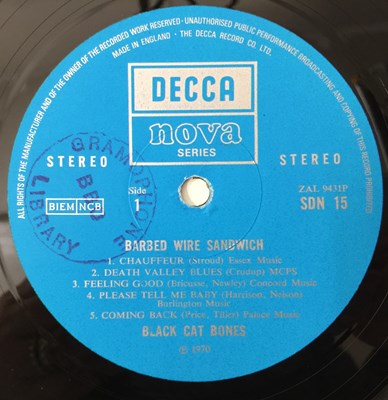 ALL RIGHTS OF THE MANUFACTURER AND OF THE OWNER OF THE RECORDED WORK RESERVED · UNAUTHORISED PUBLIC PERFORMANCE BROADCASTING AND COPYING OF THIS RECORD PROHIBITED
MADE IN ENGLAND · THE DECCA RECORD CO. LTD.
DECCA
nova
SERIES
STEREO
STEREO
GRAMOPHONE
LIBRARY
BIEM NCB
Side
1
ZAL 9431P
SDN 15
BARBED WIRE SANDWICH
1. CHAUFFEUR (Stroud) Essex Music
2. DEATH VALLEY BLUES (Crudup) MCPS
3. FEELING GOOD (Bricusse, Newley) Concord Music
4. PLEASE TELL ME BABY (Harrison, Nelson)
Burlington Music
5. COMING BACK (Price, Tiller) Palace Music
BLACK CAT BONES
℗ 1970